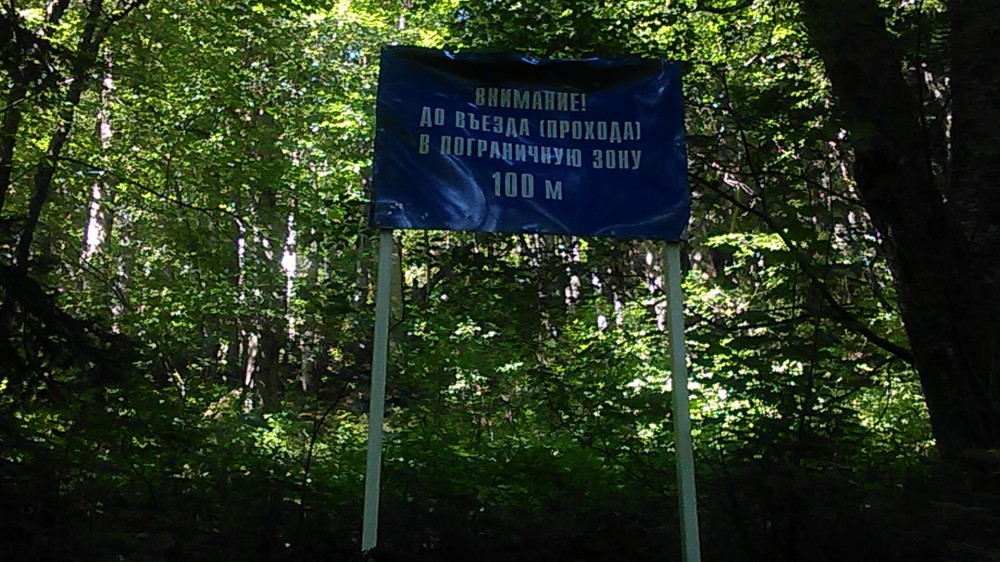 ВНИМАНИЕ!
ДО ВЪЕЗДА (ПРОХОДА)
В ПОГРАНИЧНУЮ ЗОНУ
100 м